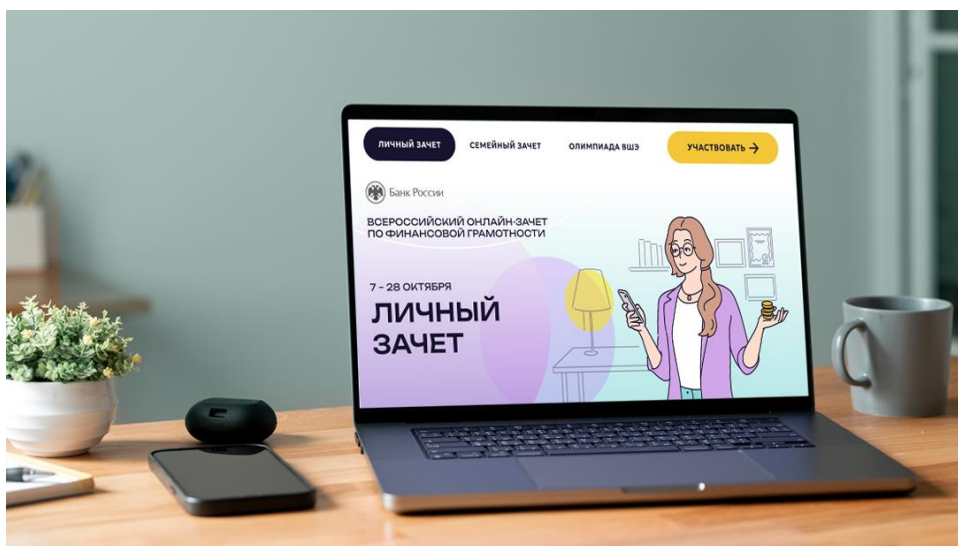 ЛИЧНЫЙ ЗАЧЕТ
СЕМЕЙНЫЙ ЗАЧЕТ
ОЛИМПИАДА ВШЭ
УЧАСТВОВАТЬ →
Банк России
ВСЕРОССИЙСКИЙ ОНЛАЙН-ЗАЧЕТ
ПО ФИНАНСОВОЙ ГРАМОТНОСТИ
7 – 28 ОКТЯБРЯ
ЛИЧНЫЙ
ЗАЧЕТ